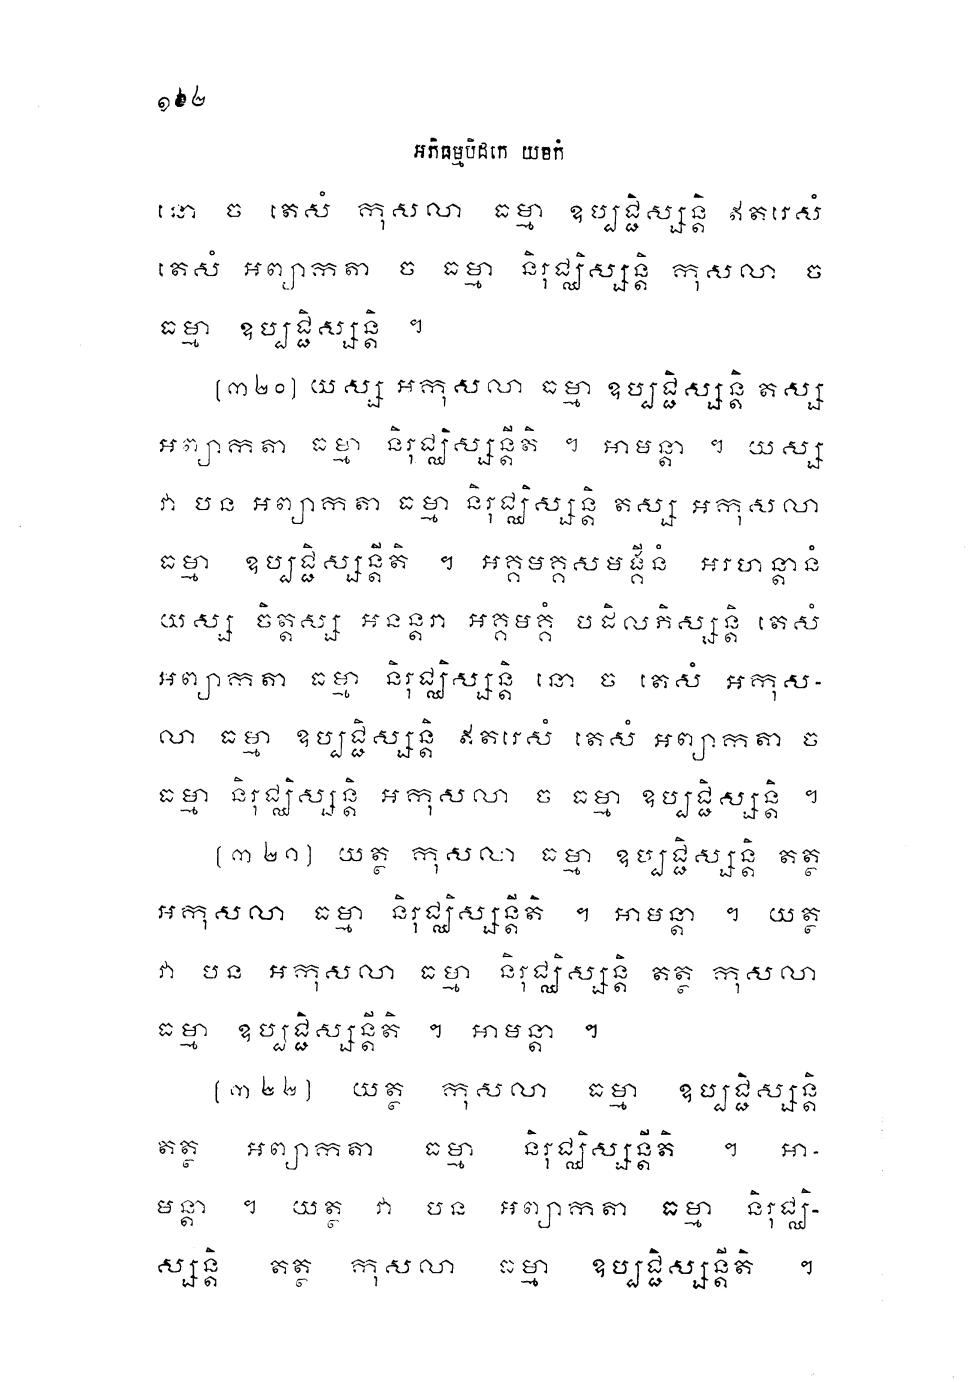 ១៦២
អភិធម្មបិដកេ យមកំ
នោ ច តេសំ កុសលា ធម្មា ឧប្បជ្ជិស្សន្តិ ឥតរេសំ
តេសំ អព្យាកតា ច ធម្មា និរុជ្ឈិស្សន្តិ កុសលា ច
ធម្មា ឧប្បជ្ជិស្សន្តិ ។
(៣២០) យស្ស អកុសលា ធម្មា ឧប្បជ្ជិស្សន្តិ តស្ស
អព្យាកតា ធម្មា និរុជ្ឈិស្សន្តីតិ ។ អាមន្តា ។ យស្ស
វា បន អព្យាកតា ធម្មា និរុជ្ឈិស្សន្តិ តស្ស អកុសលា
ធម្មា ឧប្បជ្ជិស្សន្តីតិ ។ អគ្គមគ្គសមង្គីនំ អរហន្តានំ
យស្ស ចិត្តស្ស អនន្តរា អគ្គមគ្គំ បដិលភិស្សន្តិ តេសំ
អព្យាកតា ធម្មា និរុជ្ឈិស្សន្តិ នោ ច តេសំ អកុស-
លា ធម្មា ឧប្បជ្ជិស្សន្តិ ឥតរេសំ តេសំ អព្យាកតា ច
ធម្មា និរុជ្ឈិស្សន្តិ អកុសលា ច ធម្មា ឧប្បជ្ជិស្សន្តិ ។
(៣២១) យត្ថ កុសលា ធម្មា ឧប្បជ្ជិស្សន្តិ តត្ថ
អកុសលា ធម្មា និរុជ្ឈិស្សន្តីតិ ។ អាមន្តា ។ យត្ថ
វា បន អកុសលា ធម្មា និរុជ្ឈិស្សន្តិ តត្ថ កុសលា
ធម្មា ឧប្បជ្ជិស្សន្តីតិ ។ អាមន្តា ។
(៣២២) យត្ថ កុសលា ធម្មា ឧប្បជ្ជិស្សន្តិ
តត្ថ អព្យាកតា ធម្មា និរុជ្ឈិស្សន្តីតិ ។ អា-
មន្តា ។ យត្ថ វា បន អព្យាកតា ធម្មា និរុជ្ឈិ-
ស្សន្តិ តត្ថ កុសលា ធម្មា ឧប្បជ្ជិស្សន្តីតិ ។